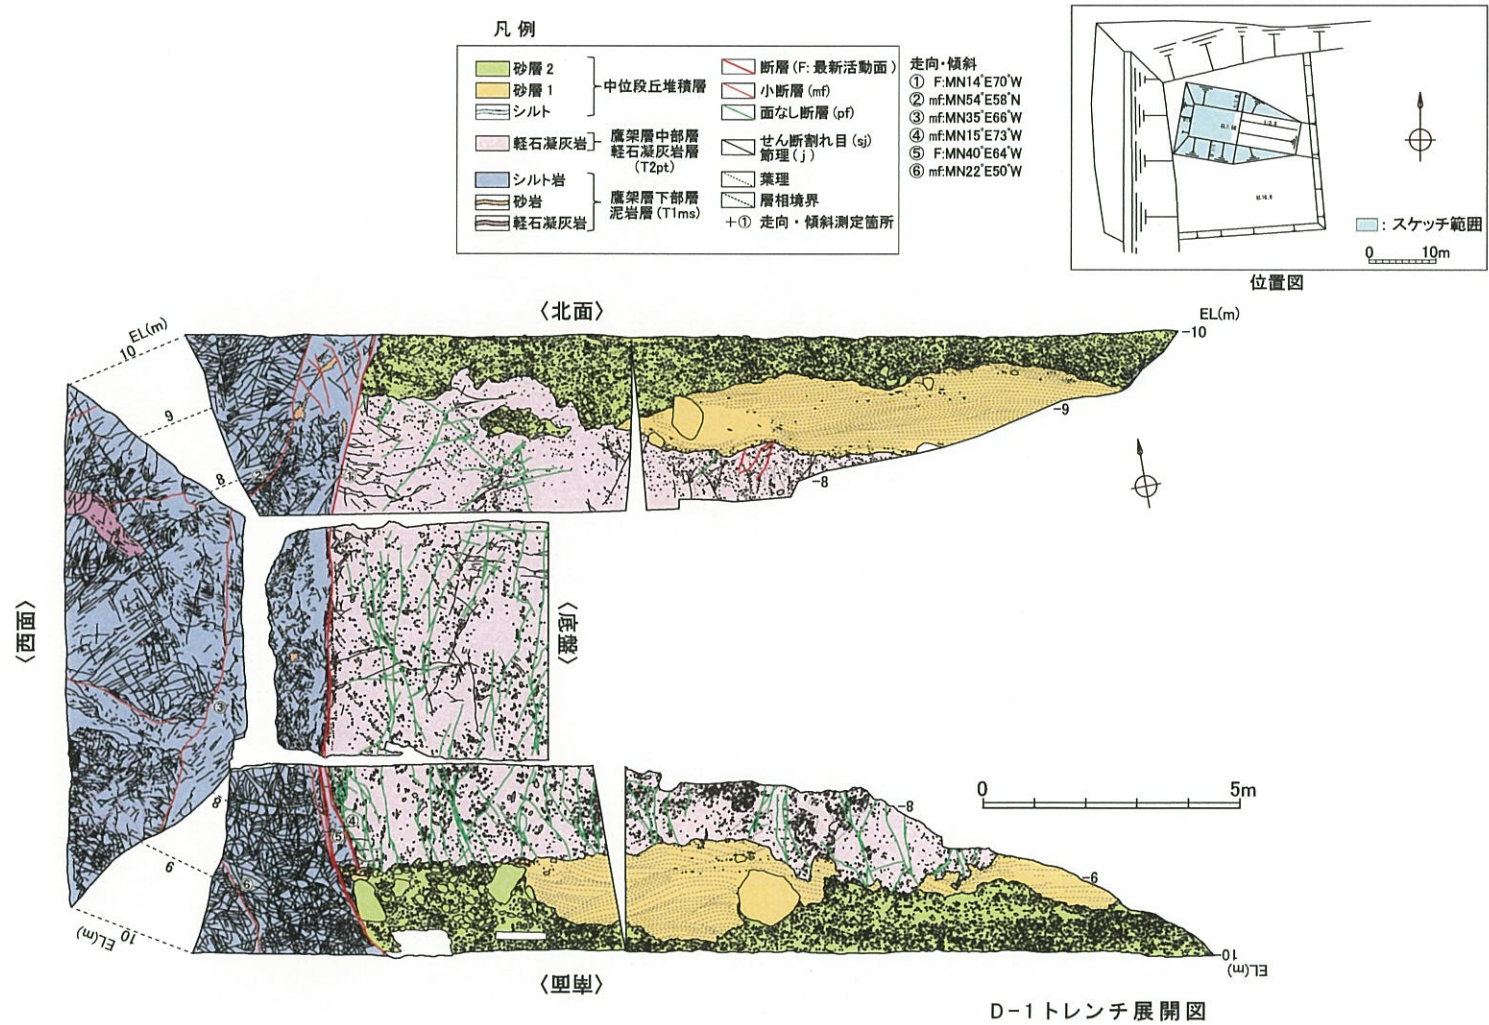 凡例
砂層2
砂層1
シルト
中位段丘堆積層
軽石凝灰岩
鷹架層中部層
軽石凝灰岩層
(T2pt)
シルト岩
砂岩
軽石凝灰岩
鷹架層下部層
泥岩層(T1ms)
断層(F:最新活動面)
小断層(mf)
面なし断層(pf)
せん断割れ目(sj)
節理(j)
葉理
層相境界
+① 走向・傾斜測定箇所
走向・傾斜
① F:MN14°E70°W
② mf:MN54°E58°N
③ mf:MN35°E66°W
④ mf:MN15°E73°W
⑤ F:MN40°E64°W
⑥ mf:MN22°E50°W
:スケッチ範囲
0 10m
位置図
〈北面〉
EL(m)
10
9
8
EL(m)
-10
-9
-8
②
〈西面〉
③
〈底盤〉
0 5m
8
6
10
EL(m)
④
⑤
⑥
-8
-6
-10
EL(m)
〈南面〉
D-1トレンチ展開図